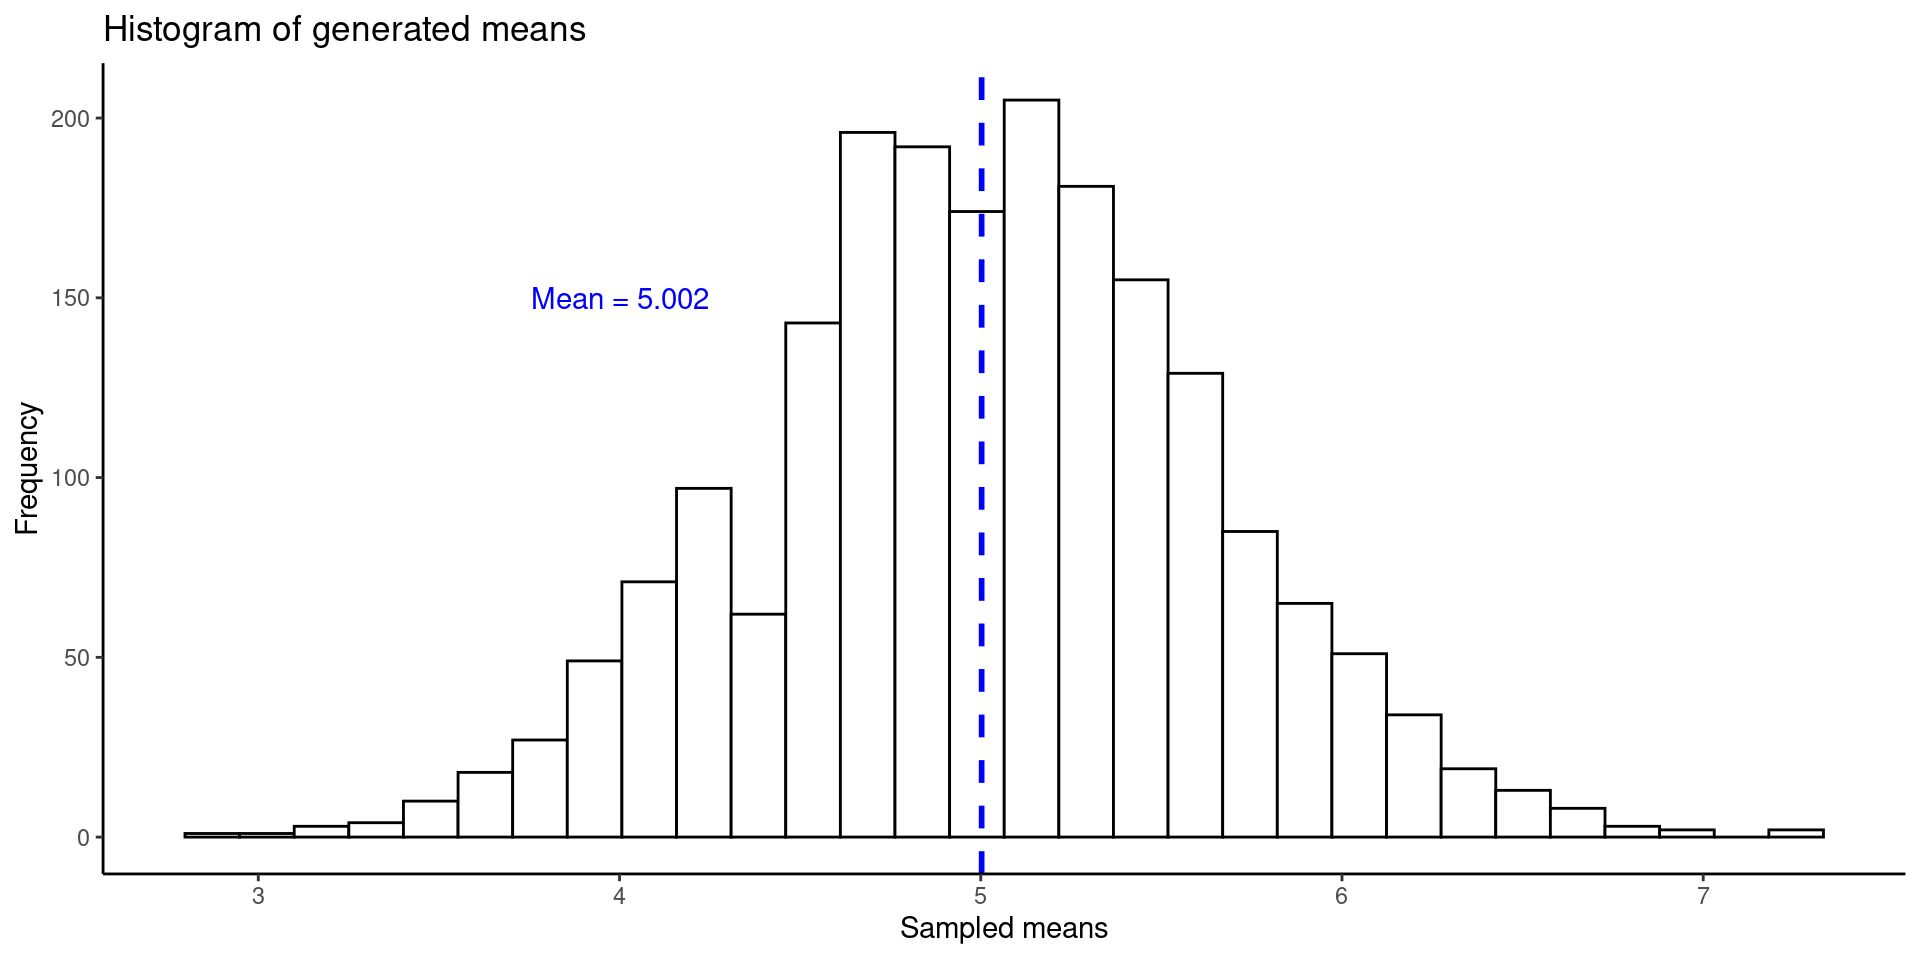 Histogram of generated means
200
150
100
50
0
Frequency
Mean = 5.002
3 4 5 6 7
Sampled means